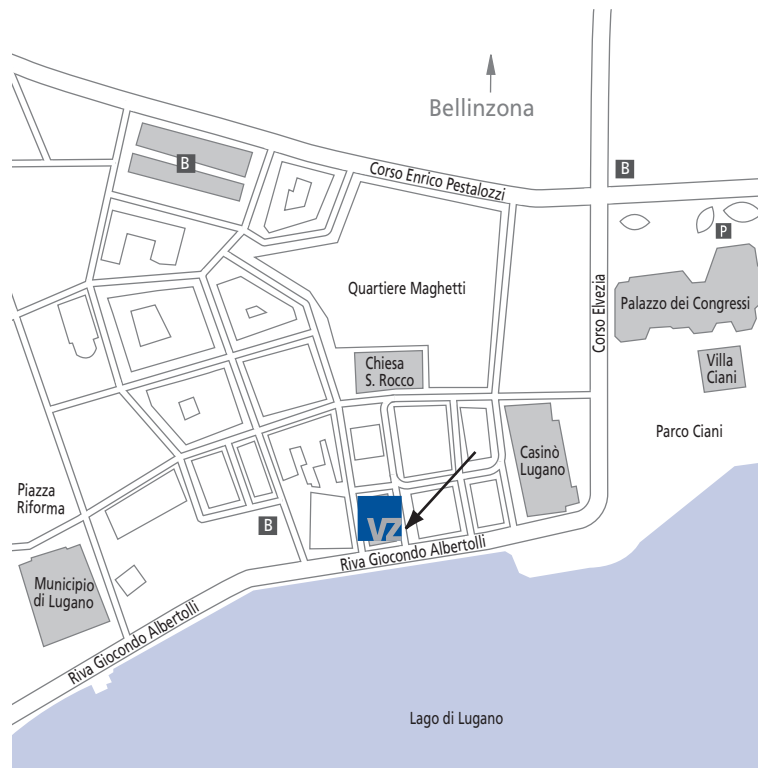 Bellinzona
B
B
Corso Enrico Pestalozzi
P
Quartiere Maghetti
Corso Elvezia
Palazzo dei Congressi
Chiesa
S. Rocco
Villa
Ciani
Parco Ciani
Casinò
Lugano
Piazza
Riforma
B
VZ
Riva Giocondo Albertolli
Municipio
di Lugano
Riva Giocondo Albertolli
Lago di Lugano